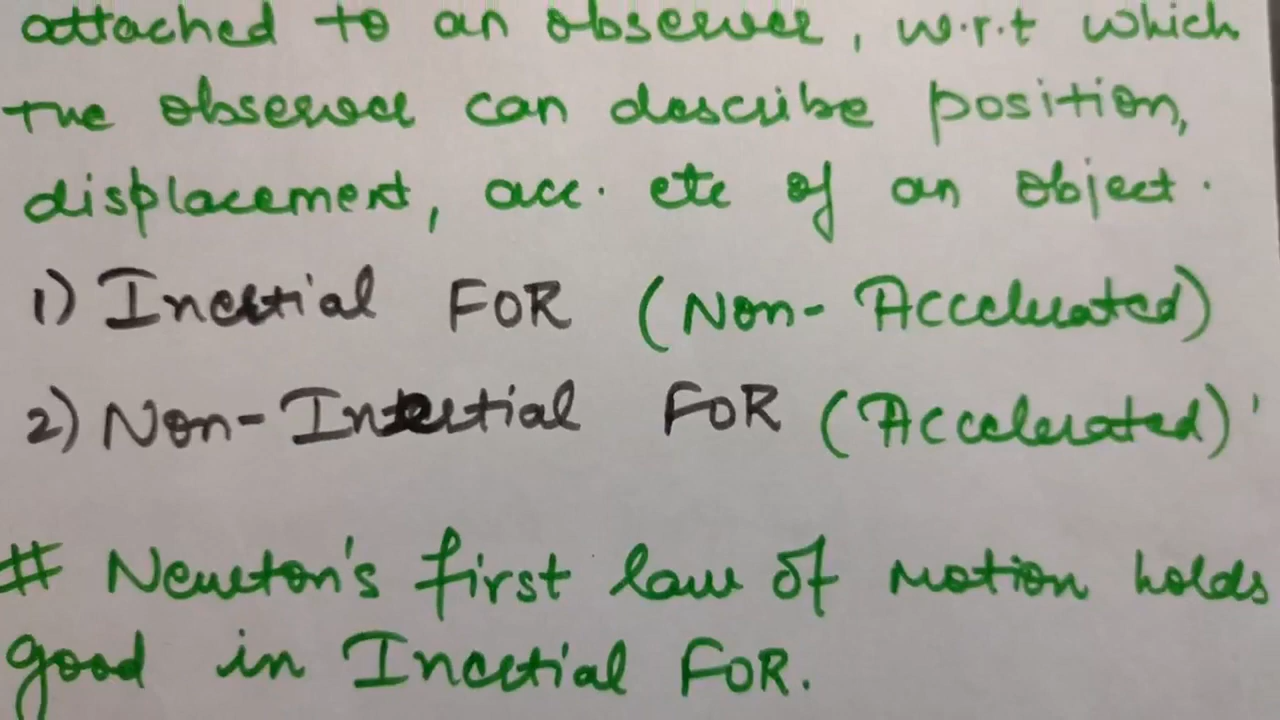 attached to an observer, w.r.t which
the observer can describe position,
displacement, acc. etc of an object.
1) Inertial FOR (Non-Accelerated)
2) Non-Inertial FOR (Accelerated)'
# Newton's first law of motion holds
good in Inertial FOR.